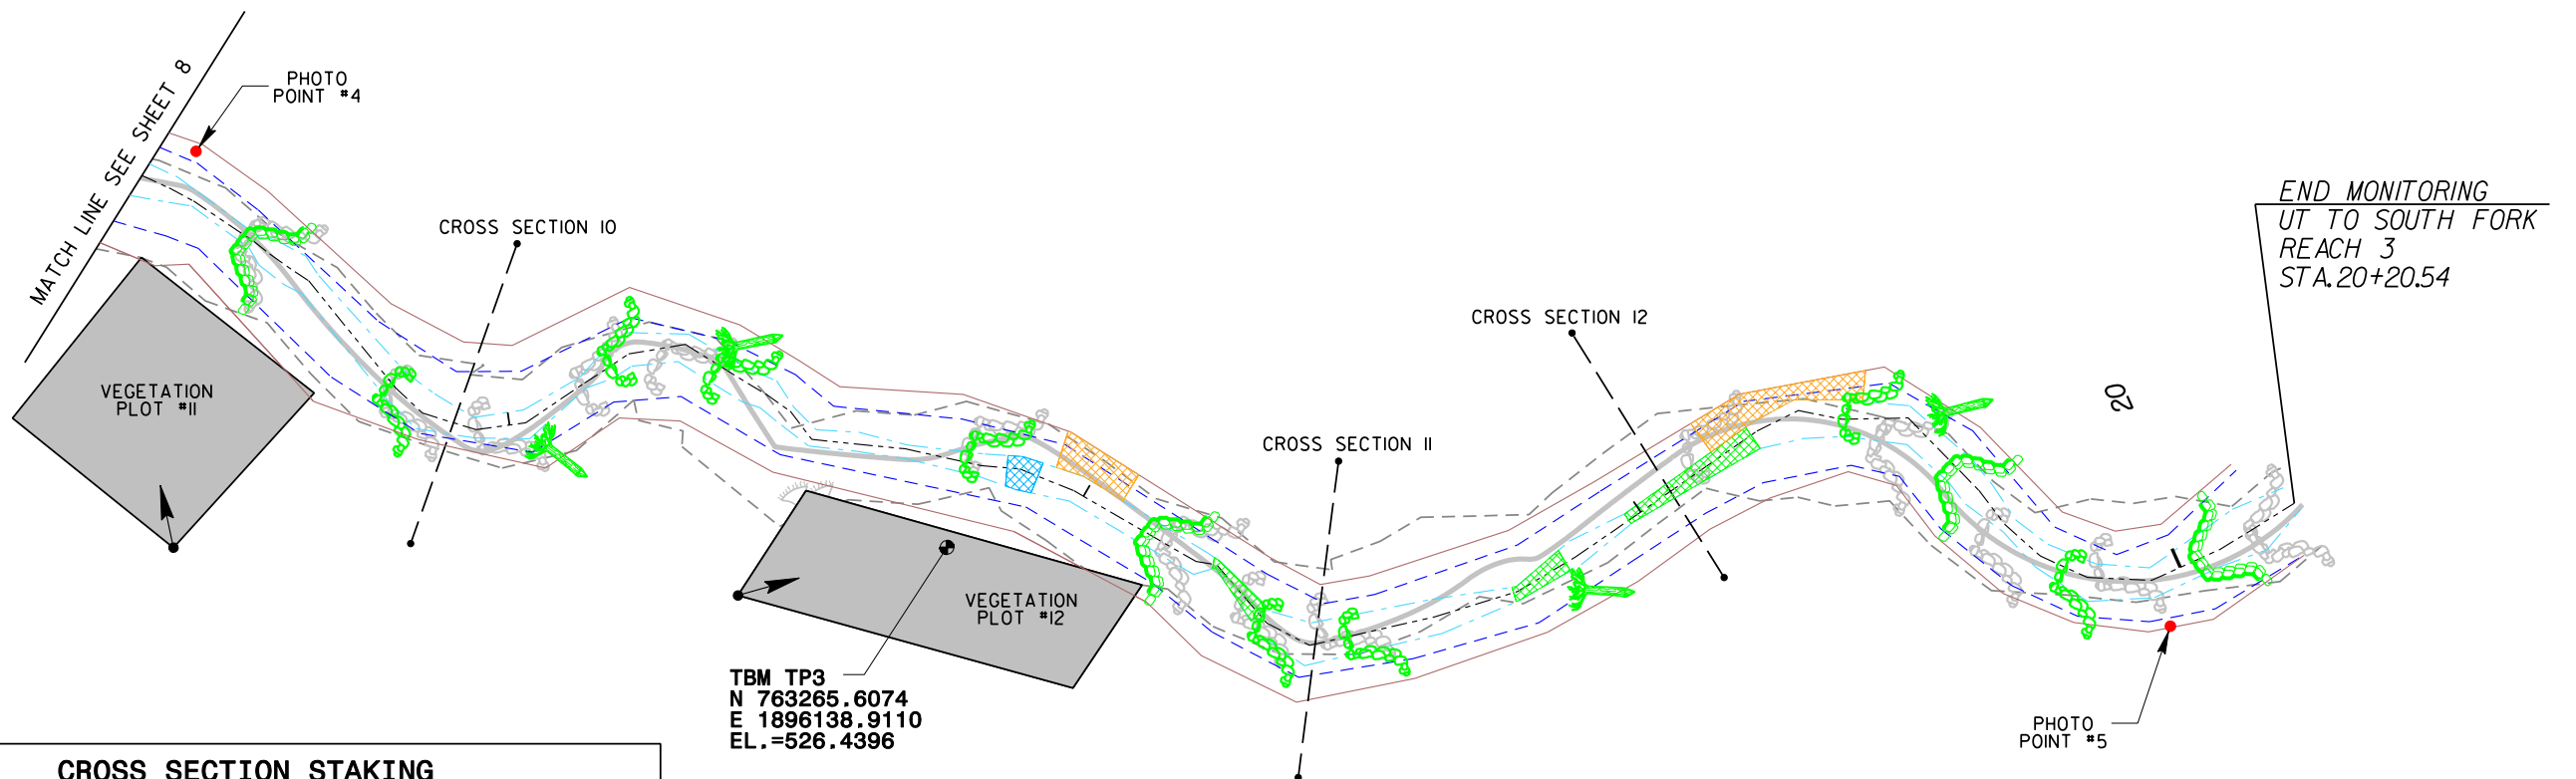 MATCH LINE SEE SHEET 8
PHOTO
POINT #4
CROSS SECTION 10
VEGETATION
PLOT #11
CROSS SECTION 11
CROSS SECTION 12
20
END MONITORING
UT TO SOUTH FORK
REACH 3
STA.20+20.54
VEGETATION
PLOT #12
TBM TP3
N 763265.6074
E 1896138.9110
EL.=526.4396
PHOTO
POINT #5
CROSS SECTION STAKING